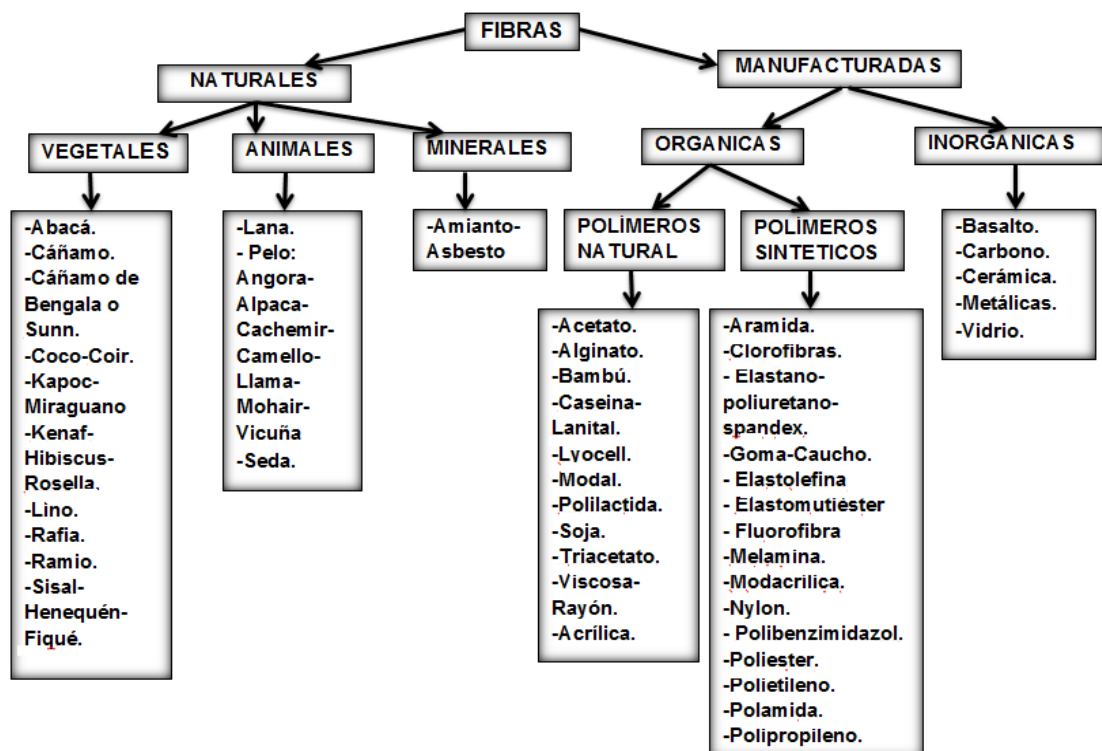 FIBRAS
NATURALES
MANUFACTURADAS
VEGETALES
ANIMALES
MINERALES
ORGANICAS
INORGANICAS
-Abacá.
-Cáñamo.
-Cáñamo de
Bengala o
Sunn.
-Coco-Coir.
-Kapoc-
Miraguano
-Kenaf-
Hibiscus-
Rosella.
-Lino.
-Rafia.
-Ramio.
-Sisal-
Henequén-
Fiqué.
-Lana.
- Pelo:
Angora-
Alpaca-
Cachemir-
Camello-
Llama-
Mohair-
Vicuña
-Seda.
-Amianto-
Asbesto
POLÍMEROS
NATURAL
POLÍMEROS
SINTETICOS
-Acetato.
-Alginato.
-Bambú.
-Caseina-
Lanital.
-Lyocell.
-Modal.
-Polilactida.
-Soja.
-Triacetato.
-Viscosa-
Rayón.
-Acrílica.
-Aramida.
-Clorofibras.
- Elastano-
poliuretano-
spandex.
-Goma-Caucho.
- Elastolefina
- Elastomutiéster
- Fluorofibra
-Melamina.
-Modacrilica.
-Nylon.
- Polibenzimidazol.
-Poliester.
-Polietileno.
-Polamida.
-Polipropileno.
-Basalto.
-Carbono.
-Cerámica.
-Metálicas.
-Vidrio.